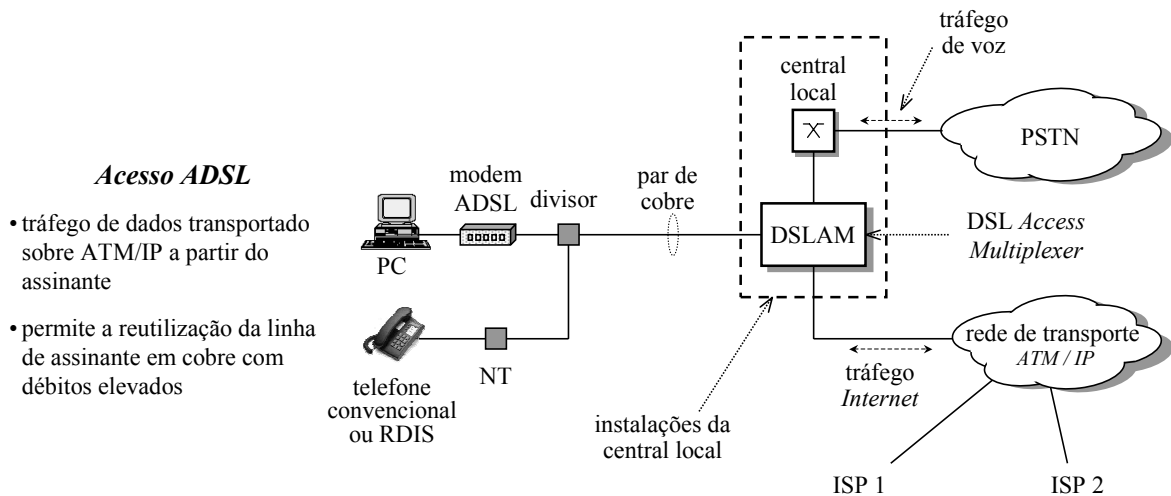 Acesso ADSL
• tráfego de dados transportado
sobre ATM/IP a partir do
assinante
• permite a reutilização da linha
de assinante em cobre com
débitos elevados
PC
modem
ADSL
divisor
telefone
convencional
ou RDIS
NT
par de
cobre
central
local
DSLAM
instalações da
central local
tráfego
de voz
PSTN
DSL Access
Multiplexer
rede de transporte
ATM / IP
tráfego
Internet
ISP 1
ISP 2